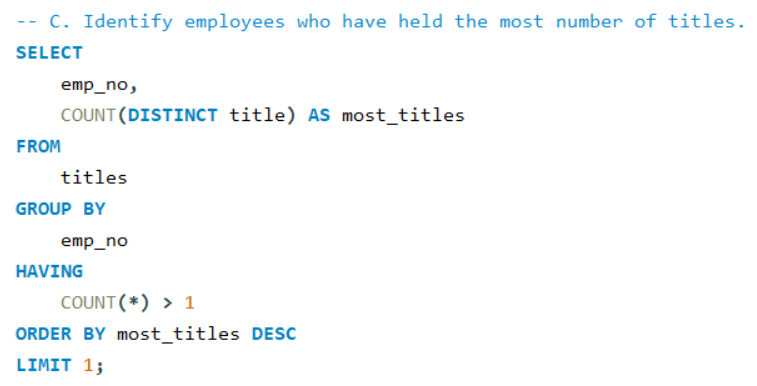 -- C. Identify employees who have held the most number of titles.
SELECT
    emp_no,
    COUNT(DISTINCT title) AS most_titles
FROM
    titles
GROUP BY
    emp_no
HAVING
    COUNT(*) > 1
ORDER BY most_titles DESC
LIMIT 1;